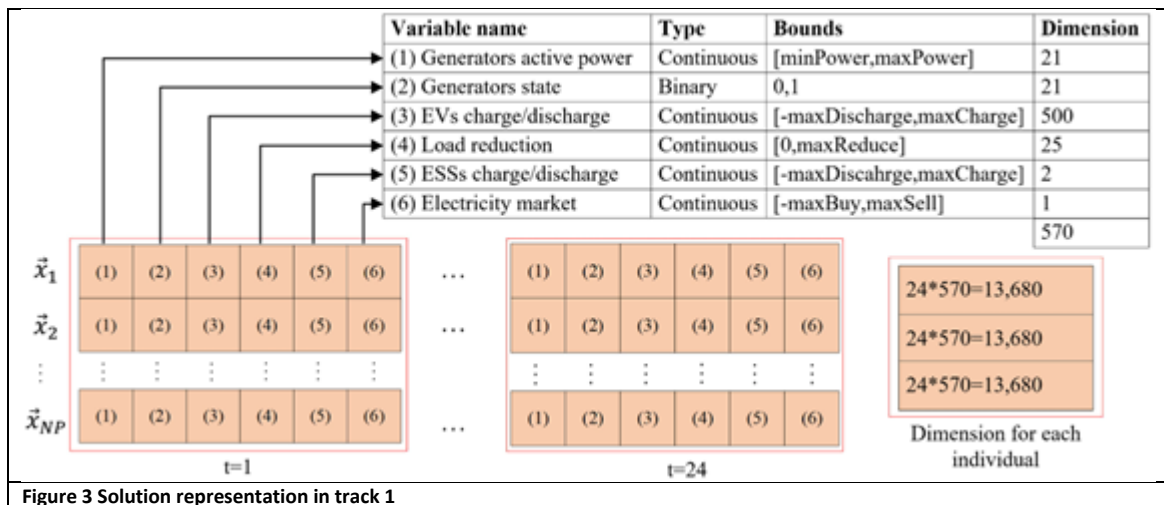 Variable name Type Bounds Dimension
(1) Generators active power Continuous [minPower,maxPower] 21
(2) Generators state Binary 0,1 21
(3) EVs charge/discharge Continuous [-maxDischarge,maxCharge] 500
(4) Load reduction Continuous [0,maxReduce] 25
(5) ESSs charge/discharge Continuous [-maxDiscahrge,maxCharge] 2
(6) Electricity market Continuous [-maxBuy,maxSell] 1
570
x⃗₁ (1) (2) (3) (4) (5) (6) ... (1) (2) (3) (4) (5) (6) 24*570=13,680
x⃗₂ (1) (2) (3) (4) (5) (6) (1) (2) (3) (4) (5) (6) 24*570=13,680
⋮ ⋮ ⋮ ⋮ ⋮ ⋮ ⋮ ⋮ ⋮ ⋮ ⋮ ⋮ ⋮
x⃗NP (1) (2) (3) (4) (5) (6) ... (1) (2) (3) (4) (5) (6) 24*570=13,680
t=1 t=24 Dimension for each
individual
Figure 3 Solution representation in track 1